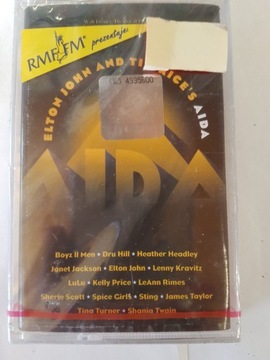 RMF FM
prezentuje:
ELTON JOHN AND TIM RICE'S AIDA
AIDA
Boyz II Men • Dru Hill • Heather Headley
Janet Jackson • Elton John • Lenny Kravitz
LuLu • Kelly Price • LeAnn Rimes
Sherie Scott • Spice Girls • Sting • James Taylor
Tina Turner • Shania Twain